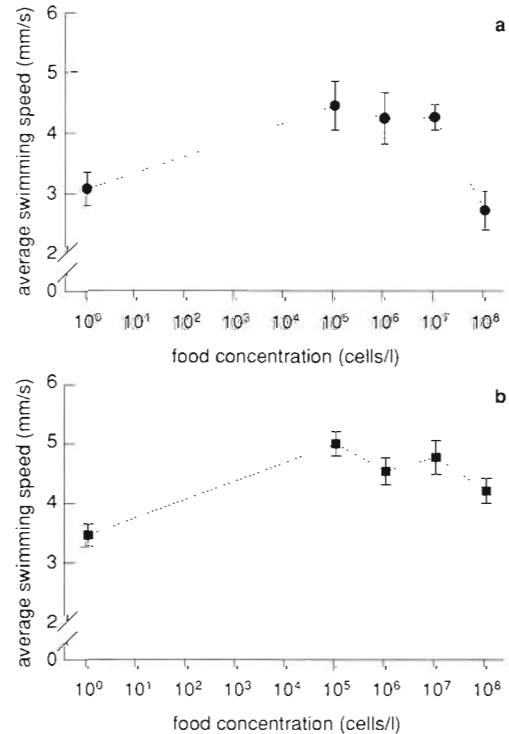 a
average swimming speed (mm/s)
6
5
4
3
2
0
10⁰ 10¹ 10² 10³ 10⁴ 10⁵ 10⁶ 10⁷ 10⁸
food concentration (cells/l)
b
average swimming speed (mm/s)
6
5
4
3
2
0
10⁰ 10¹ 10² 10³ 10⁴ 10⁵ 10⁶ 10⁷ 10⁸
food concentration (cells/l)